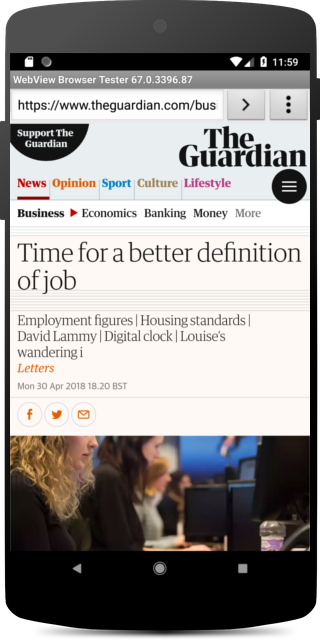 11:59
WebView Browser Tester 67.0.3396.87
https://www.theguardian.com/bus
Support The
Guardian
The
Guardian
News Opinion Sport Culture Lifestyle
Business Economics Banking Money More
Time for a better definition
of job
Employment figures | Housing standards |
David Lammy | Digital clock | Louise's
wandering i
Letters
Mon 30 Apr 2018 18.20 BST